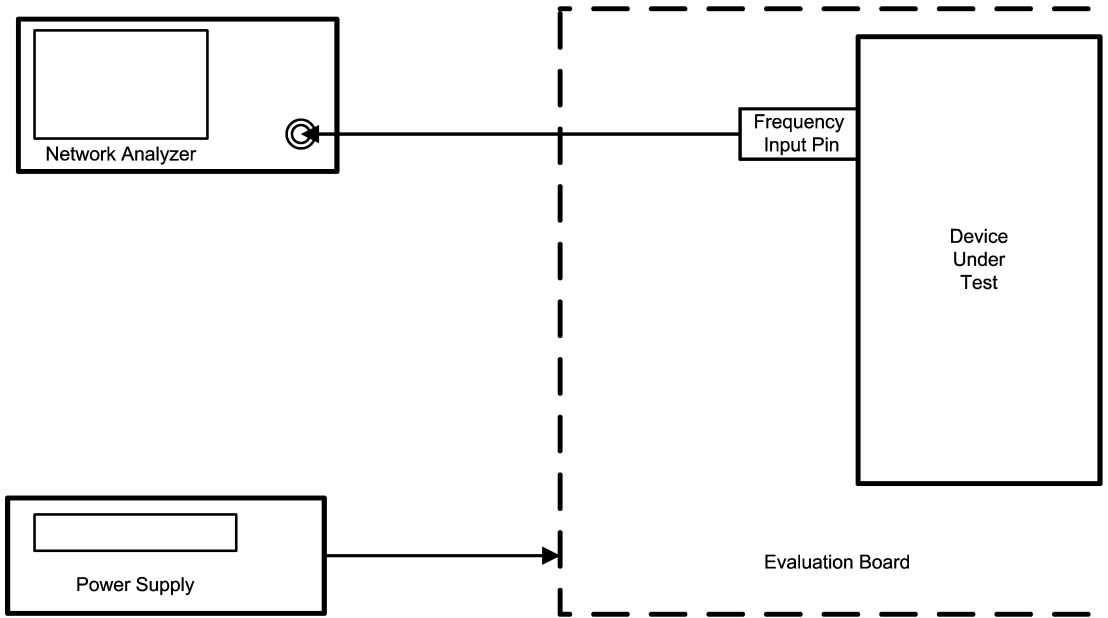 Network Analyzer
Frequency
Input Pin
Device
Under
Test
Power Supply
Evaluation Board